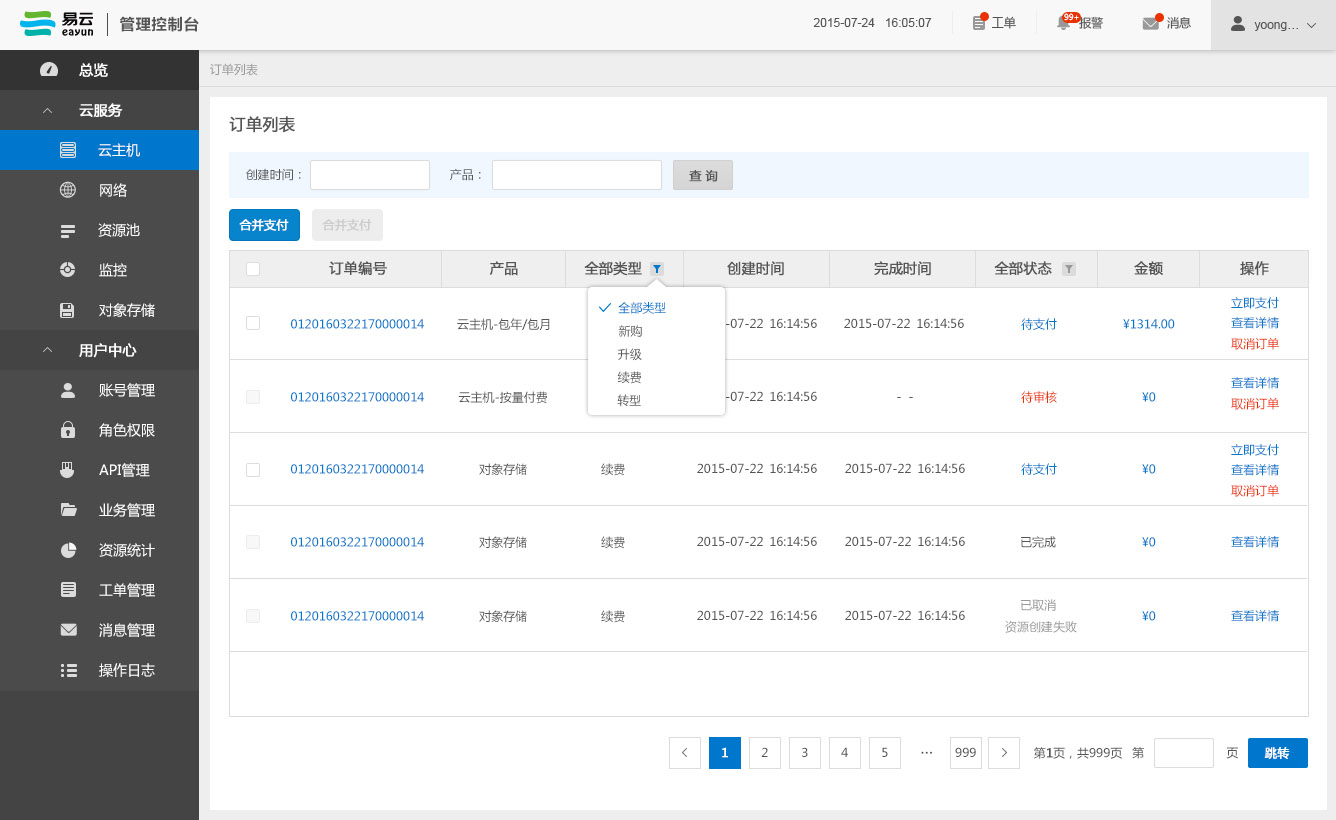 易云
eayun
管理控制台
2015-07-24 16:05:07
工单
99+
报警
消息
yoong...
总览
云服务
云主机
网络
资源池
监控
对象存储
用户中心
账号管理
角色权限
API管理
业务管理
资源统计
工单管理
消息管理
操作日志
订单列表
订单列表
创建时间：
产品：
查 询
合并支付 合并支付
订单编号 产品 全部类型 创建时间 完成时间 全部状态 金额 操作
全部类型
新购
升级
续费
转型
0120160322170000014 云主机-包年/包月 -07-22 16:14:56 2015-07-22 16:14:56 待支付 ¥1314.00 立即支付
查看详情
取消订单
0120160322170000014 云主机-按量付费 -07-22 16:14:56 - - 待审核 ¥0 查看详情
取消订单
0120160322170000014 对象存储 续费 2015-07-22 16:14:56 2015-07-22 16:14:56 待支付 ¥0 立即支付
查看详情
取消订单
0120160322170000014 对象存储 续费 2015-07-22 16:14:56 2015-07-22 16:14:56 已完成 ¥0 查看详情
0120160322170000014 对象存储 续费 2015-07-22 16:14:56 2015-07-22 16:14:56 已取消 ¥0 查看详情
资源创建失败
< 1 2 3 4 5 ··· 999 > 第1页，共999页 第 页 跳转